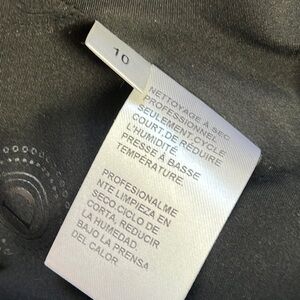 10
NETTOYAGE À SEC
PROFESSIONNEL
SEULEMENT.CYCLE
COURT.DE RÉDUIRE
L'HUMIDITÉ.
PRESSE À BASSE
TEMPÉRATURE.
PROFESIONALME
NTE LIMPIEZA EN
SECO.CICLO DE
CORTA, REDUCIR
LA HUMEDAD.
BAJO LA PRENSA
DEL CALOR